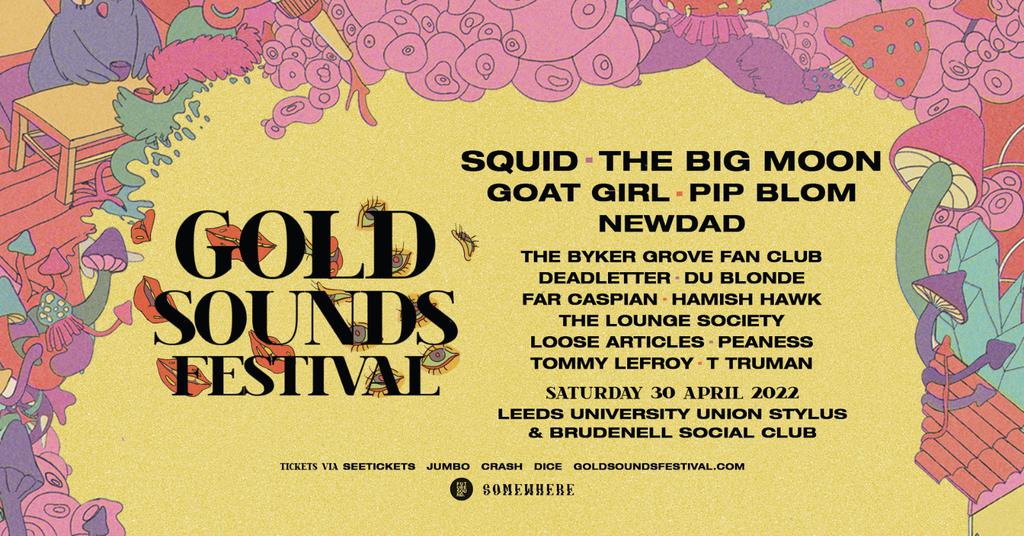 GOLD
SOUNDS
FESTIVAL
SQUID · THE BIG MOON
GOAT GIRL · PIP BLOM
NEWDAD
THE BYKER GROVE FAN CLUB
DEADLETTER · DU BLONDE
FAR CASPIAN · HAMISH HAWK
THE LOUNGE SOCIETY
LOOSE ARTICLES · PEANESS
TOMMY LEFROY · T TRUMAN
SATURDAY 30 APRIL 2022
LEEDS UNIVERSITY UNION STYLUS
& BRUDENELL SOCIAL CLUB
TICKETS VIA SEETICKETS JUMBO CRASH DICE GOLDSOUNDSFESTIVAL.COM
SOMEWHERE